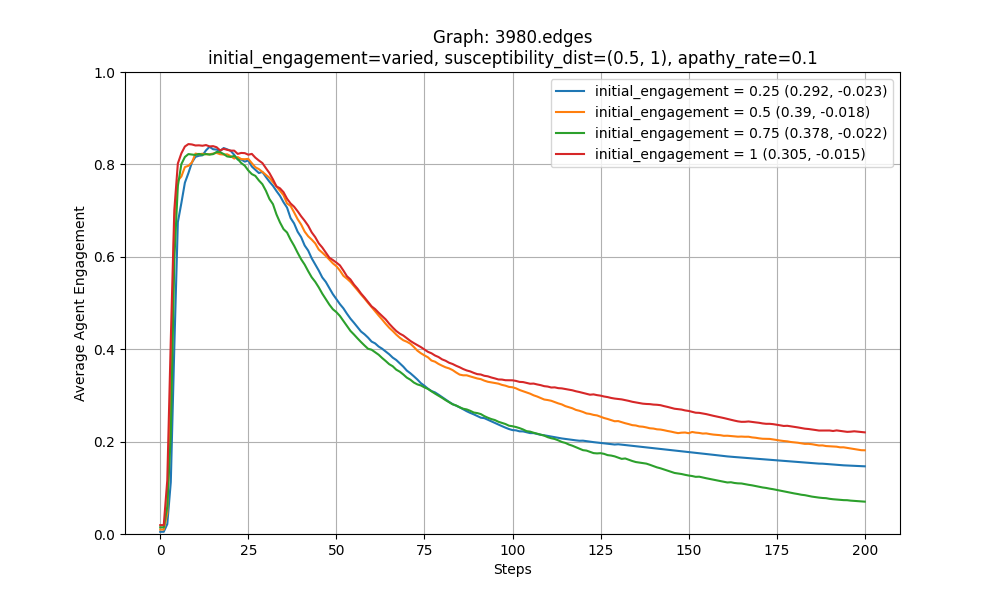 Graph: 3980.edges
initial_engagement=varied, susceptibility_dist=(0.5, 1), apathy_rate=0.1
initial_engagement = 0.25 (0.292, -0.023)
initial_engagement = 0.5 (0.39, -0.018)
initial_engagement = 0.75 (0.378, -0.022)
initial_engagement = 1 (0.305, -0.015)
Average Agent Engagement
1.0
0.8
0.6
0.4
0.2
0.0
0 25 50 75 100 125 150 175 200
Steps